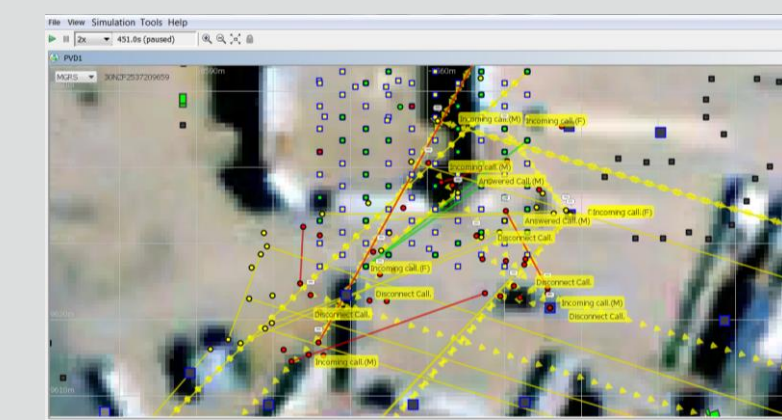 File View Simulation Tools Help
2x 451.0s (paused)
PVD1
MGRS
Incoming call.(M) Incoming call.(F)
Incoming call.(M)
Answered Call.(M)
Incoming call.(F)
Answered Call.(M)
Disconnect Call.
Incoming call.(F)
Disconnect Call.
Disconnect Call.
Incoming call.(M)
Disconnect Call.
Disconnect Call.
Incoming call.(M)